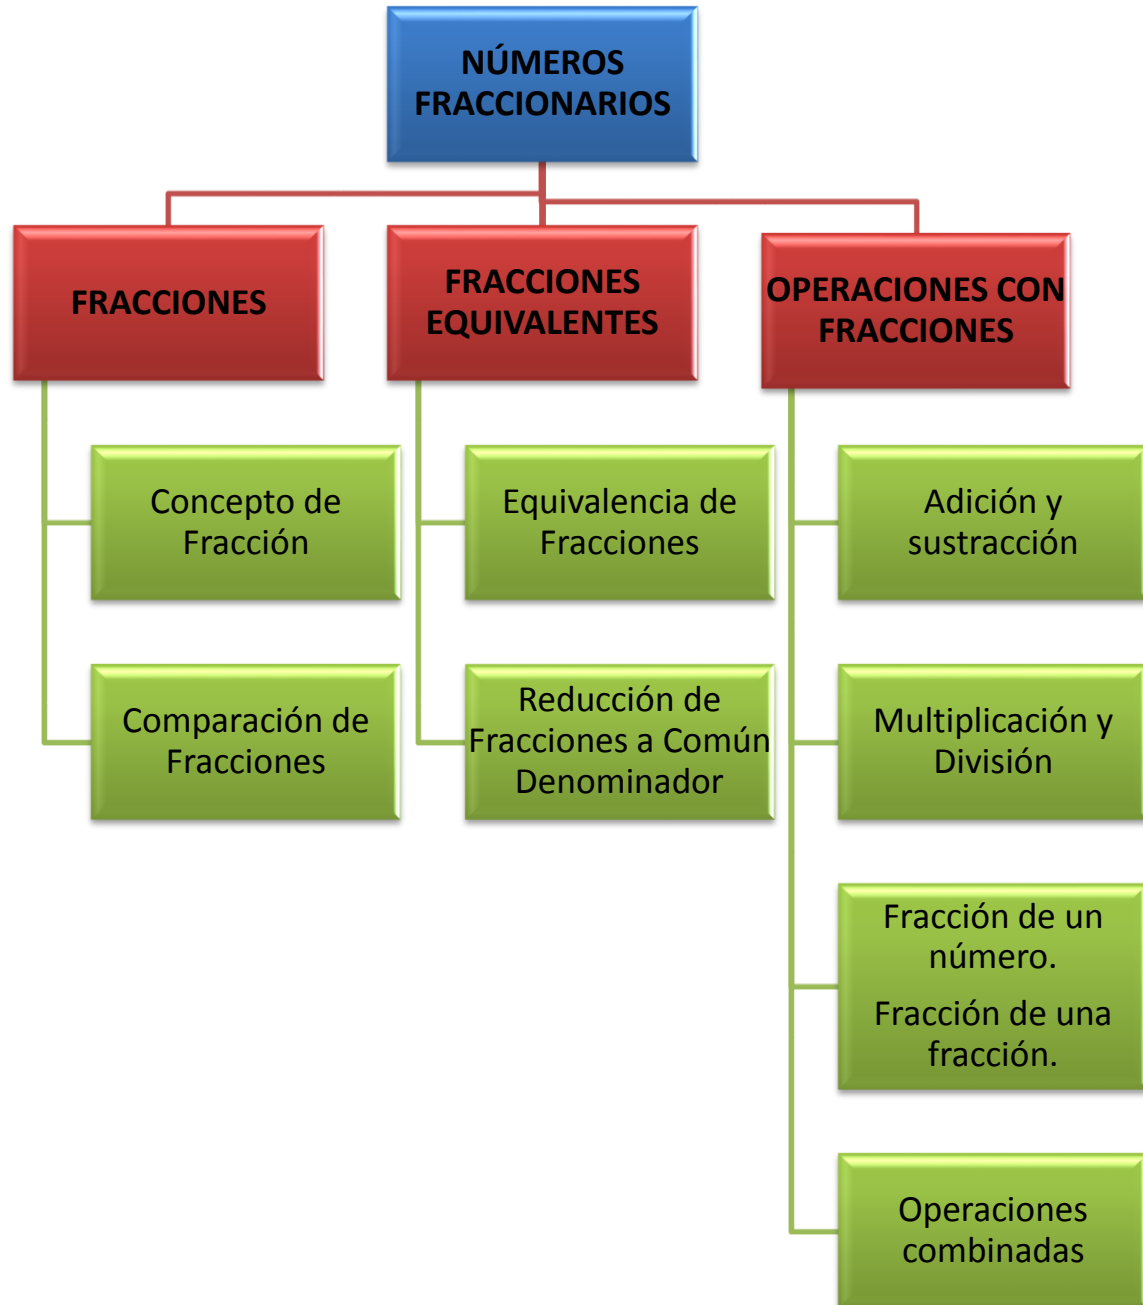 NÚMEROS
FRACCIONARIOS
FRACCIONES
Concepto de
Fracción
Comparación de
Fracciones
FRACCIONES
EQUIVALENTES
Equivalencia de
Fracciones
Reducción de
Fracciones a Común
Denominador
OPERACIONES CON
FRACCIONES
Adición y
sustracción
Multiplicación y
División
Fracción de un
número.
Fracción de una
fracción.
Operaciones
combinadas